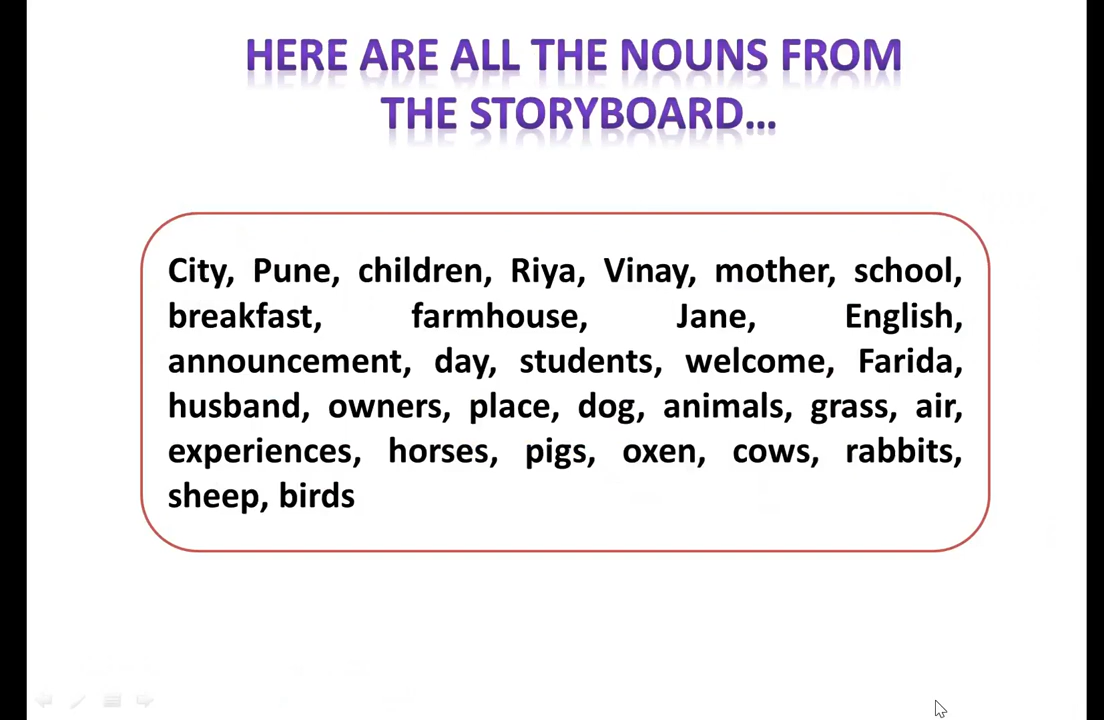 HERE ARE ALL THE NOUNS FROM
THE STORYBOARD...
City, Pune, children, Riya, Vinay, mother, school,
breakfast, farmhouse, Jane, English,
announcement, day, students, welcome, Farida,
husband, owners, place, dog, animals, grass, air,
experiences, horses, pigs, oxen, cows, rabbits,
sheep, birds